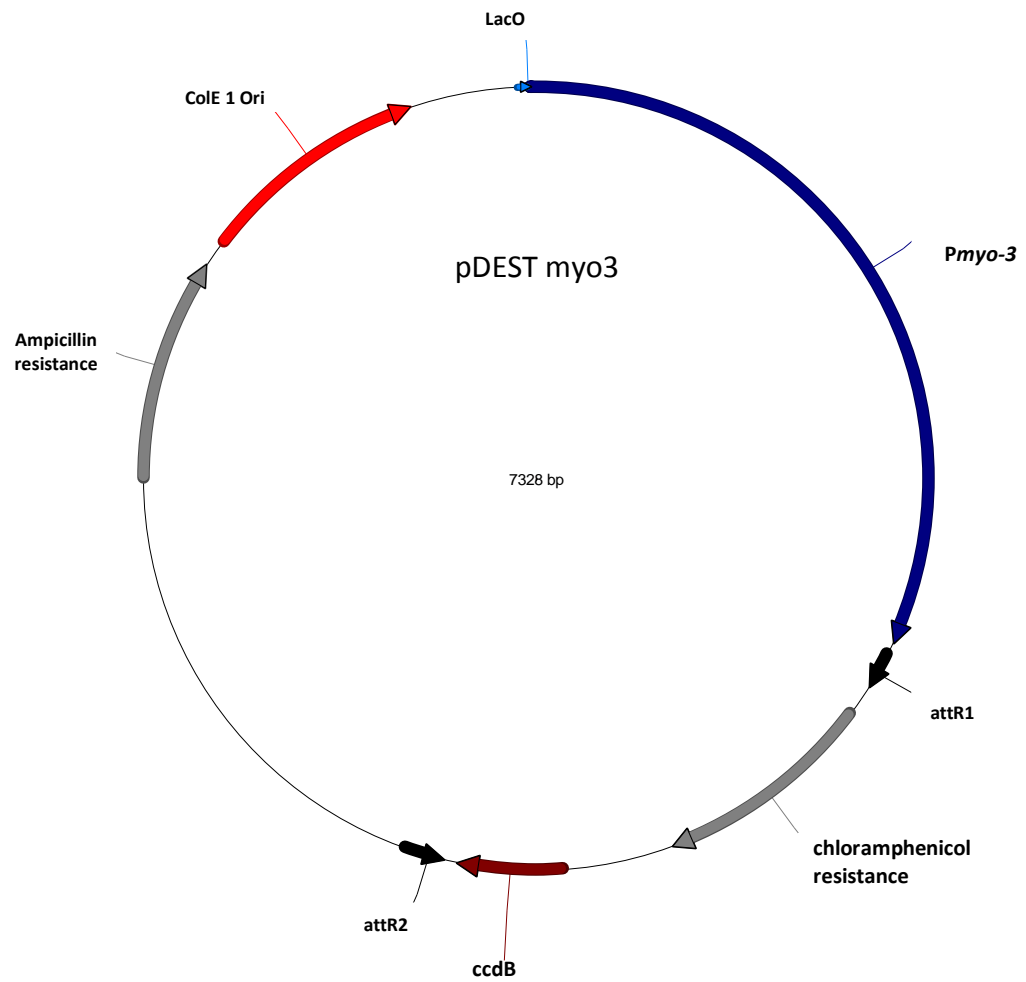 LacO
ColE 1 Ori
Pmyo-3
pDEST myo3
Ampicillin
resistance
7328 bp
attR1
chloramphenicol
resistance
attR2
ccdB